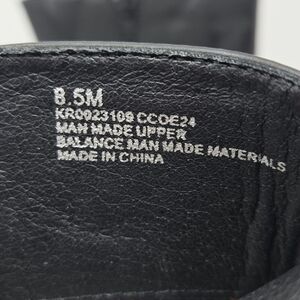 8.5M
KR0023109 CCOE24
MAN MADE UPPER
BALANCE MAN MADE MATERIALS
MADE IN CHINA